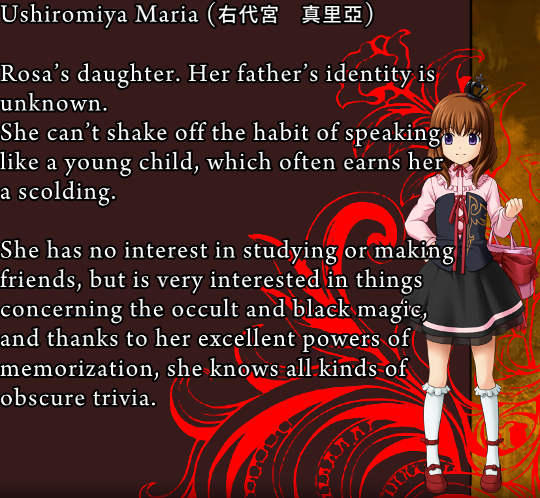 Ushiromiya Maria (右代宮　真里亞)
Rosa's daughter. Her father's identity is
unknown.
She can't shake off the habit of speaking
like a young child, which often earns her
a scolding.
She has no interest in studying or making
friends, but is very interested in things
concerning the occult and black magic,
and thanks to her excellent powers of
memorization, she knows all kinds of
obscure trivia.